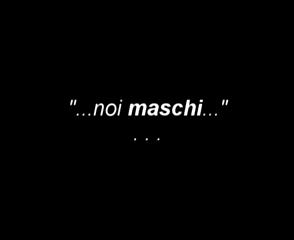 "...noi maschi..."
. . .